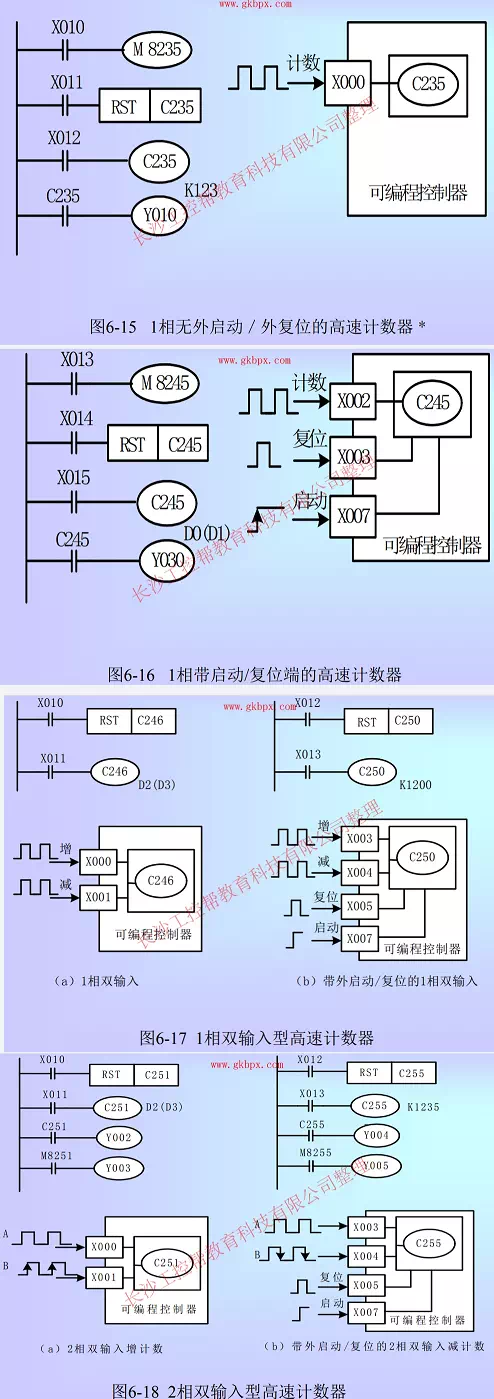 www.gkbpx.com
X010
M8235
X011
RST C235
X012
C235
K123
C235
Y010
计数
X000
C235
可编程控制器
长沙工控帮教育科技有限公司整理
图6-15 1相无外启动/外复位的高速计数器*
www.gkbpx.com
X013
M8245
X014
RST C245
X015
C245
D0(D1)
C245
Y030
计数
X002
C245
复位
X003
启动
X007
可编程控制器
长沙工控帮教育科技有限公司整理
图6-16 1相带启动/复位端的高速计数器
www.gkbpx.com
X010
RST C246
X011
C246
D2(D3)
X012
RST C250
X013
C250
K1200
增
X000
减
X001
C246
可编程控制器
(a)1相双输入
增
X003
减
X004
复位
X005
启动
X007
C250
可编程控制器
(b)带外启动/复位的1相双输入
长沙工控帮教育科技有限公司整理
图6-17 1相双输入型高速计数器
www.gkbpx.com
X010
RST C251
X011
C251 D2(D3)
C251
Y002
M8251
Y003
X012
RST C255
X013
C255 K1235
C255
Y004
M8255
Y005
A
X000
B
X001
C251
可编程控制器
(a)2相双输入增计数
A
X003
B
X004
复位
X005
启动
X007
C255
可编程控制器
(b)带外启动/复位的2相双输入减计数
长沙工控帮教育科技有限公司整理
图6-18 2相双输入型高速计数器